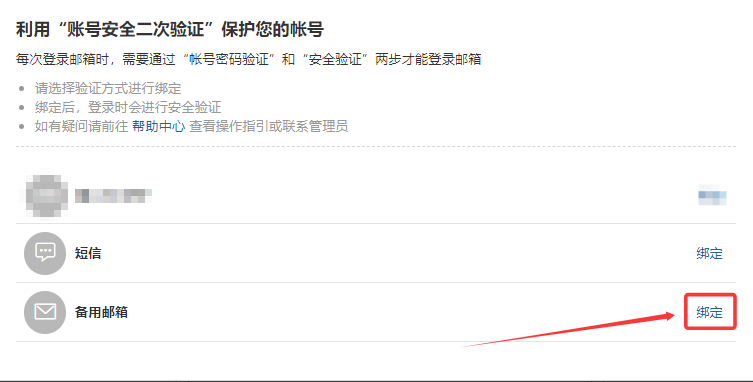 利用“账号安全二次验证”保护您的帐号
每次登录邮箱时，需要通过“帐号密码验证”和“安全验证”两步才能登录邮箱
请选择验证方式进行绑定
绑定后，登录时会进行安全验证
如有疑问请前往 帮助中心 查看操作指引或联系管理员
短信 绑定
备用邮箱 绑定